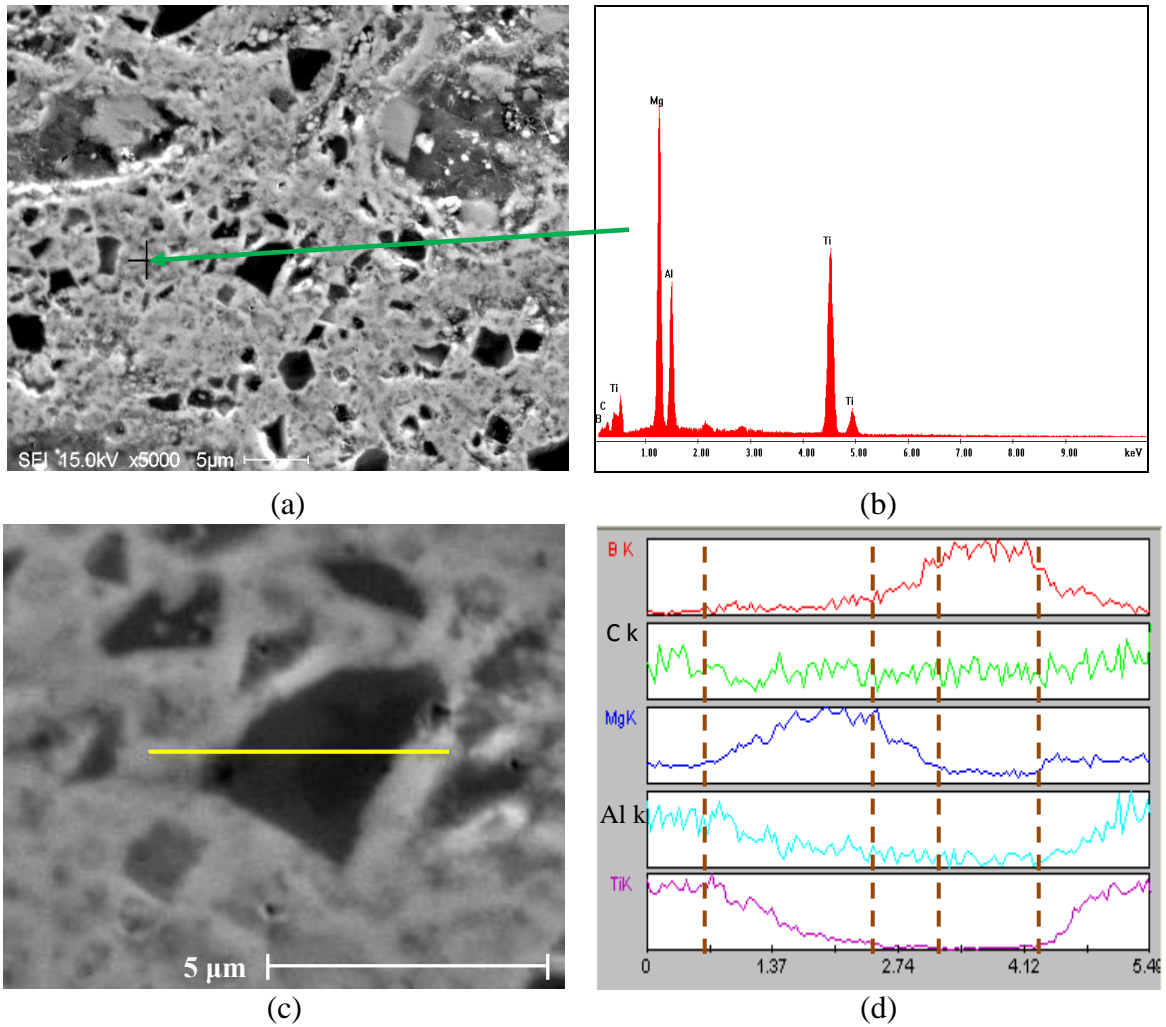 SEI 15.0kV x5000 5μm
(a)
Mg
Al
Ti
Ti
Ti
C
B
1.00 2.00 3.00 4.00 5.00 6.00 7.00 8.00 9.00 keV
(b)
5 μm
(c)
B K
C k
MgK
Al k
TiK
0 1.37 2.74 4.12 5.49
(d)